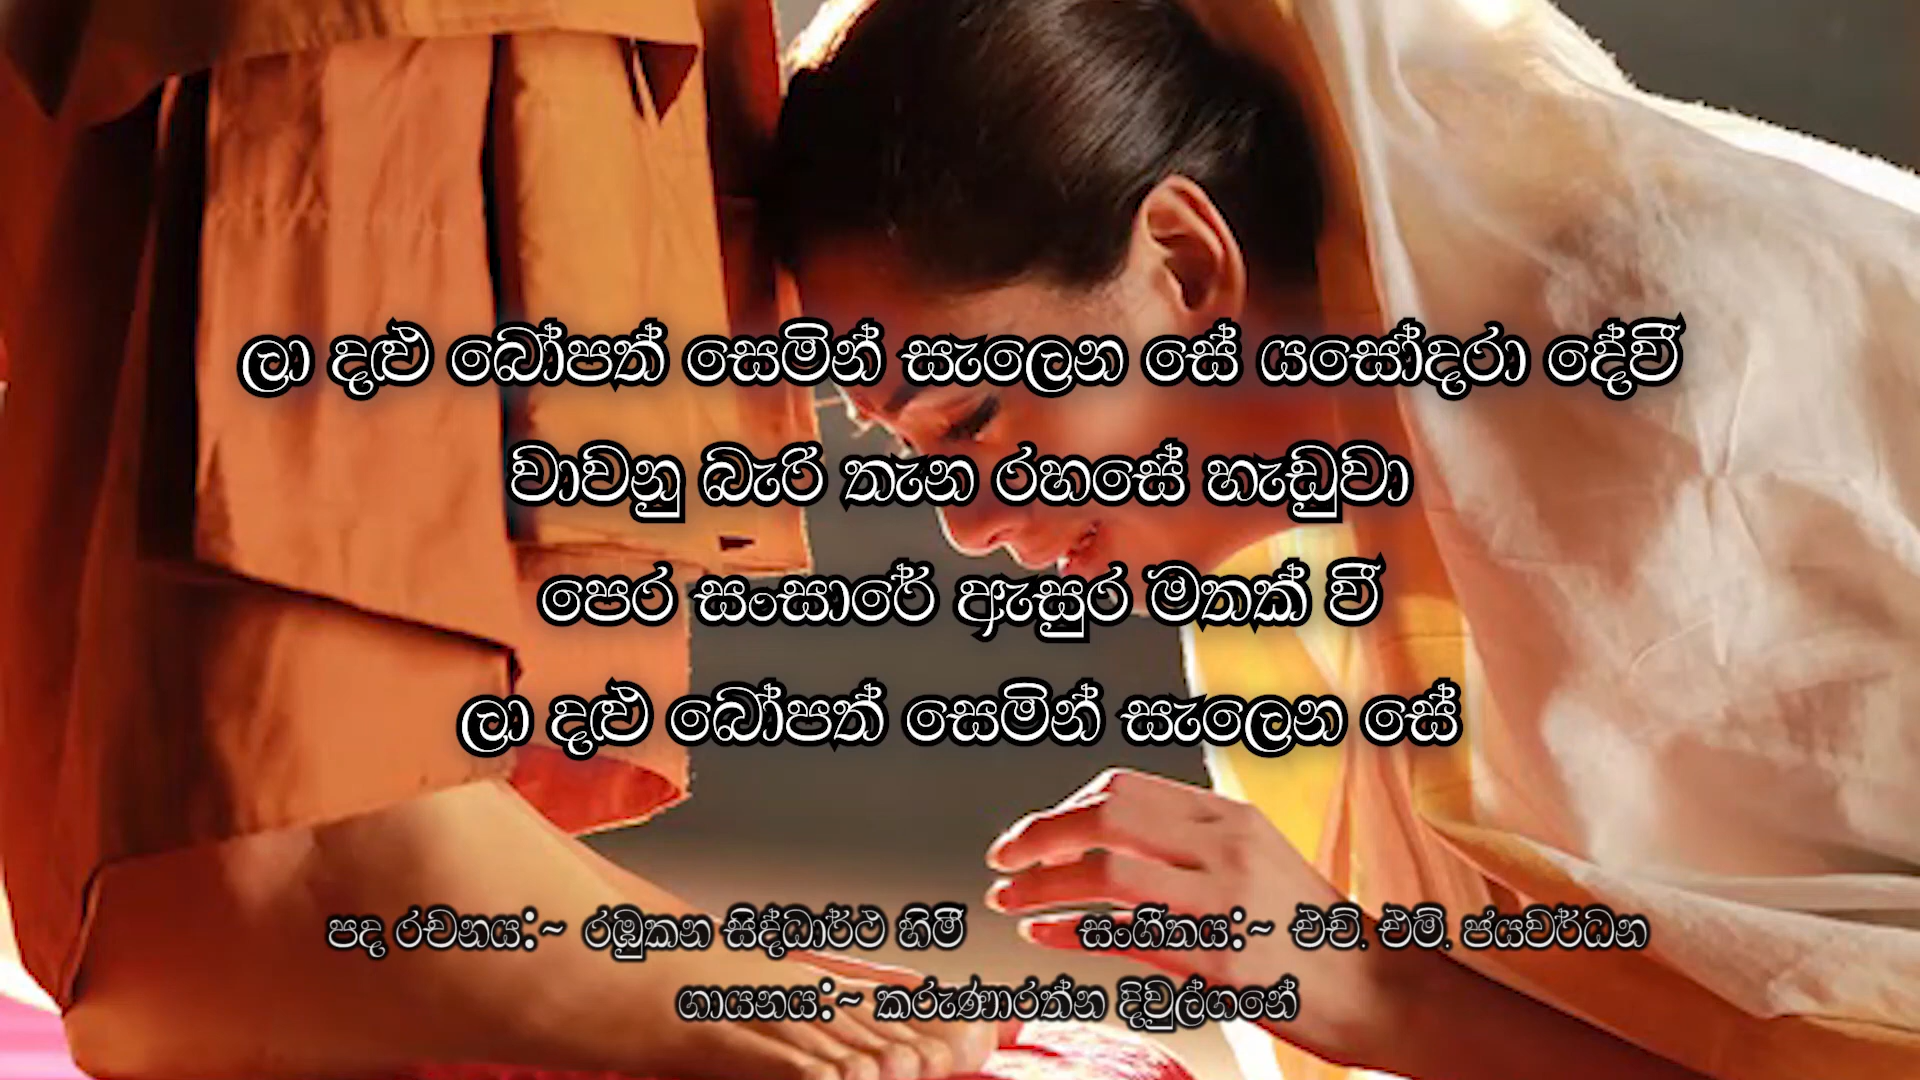 ලා දළු බෝපත් සෙමින් සැලෙන සේ යසෝදරා දේවී
වාවනු බැරි තැන රහසේ හැඬුවා
පෙර සංසාරේ ඇසුර මතක් වී
ලා දළු බෝපත් සෙමින් සැලෙන සේ
පද රචනය:~ රඹුකන සිද්ධාර්ථ හිමී සංගීතය:~ එච්. එම්. ජයවර්ධන
ගායනය:~ කරුණාරත්න දිවුල්ගනේ